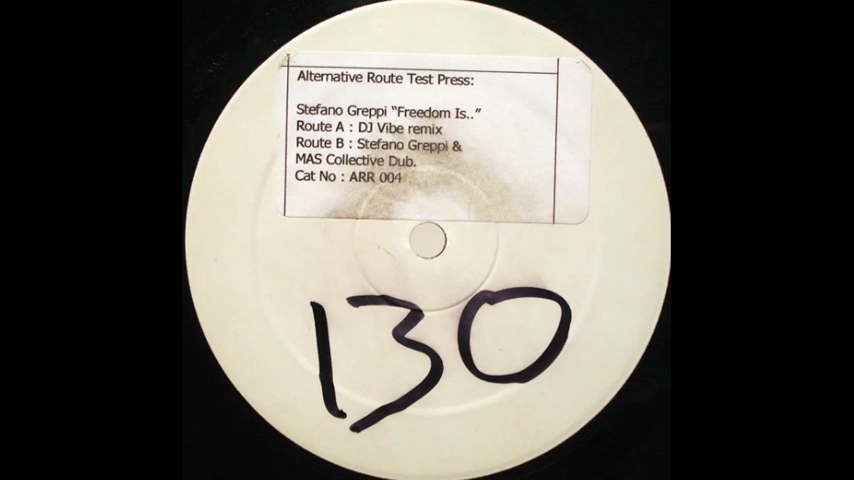 Alternative Route Test Press:
Stefano Greppi “Freedom Is..”
Route A : DJ Vibe remix
Route B : Stefano Greppi &
MAS Collective Dub.
Cat No : ARR 004
130